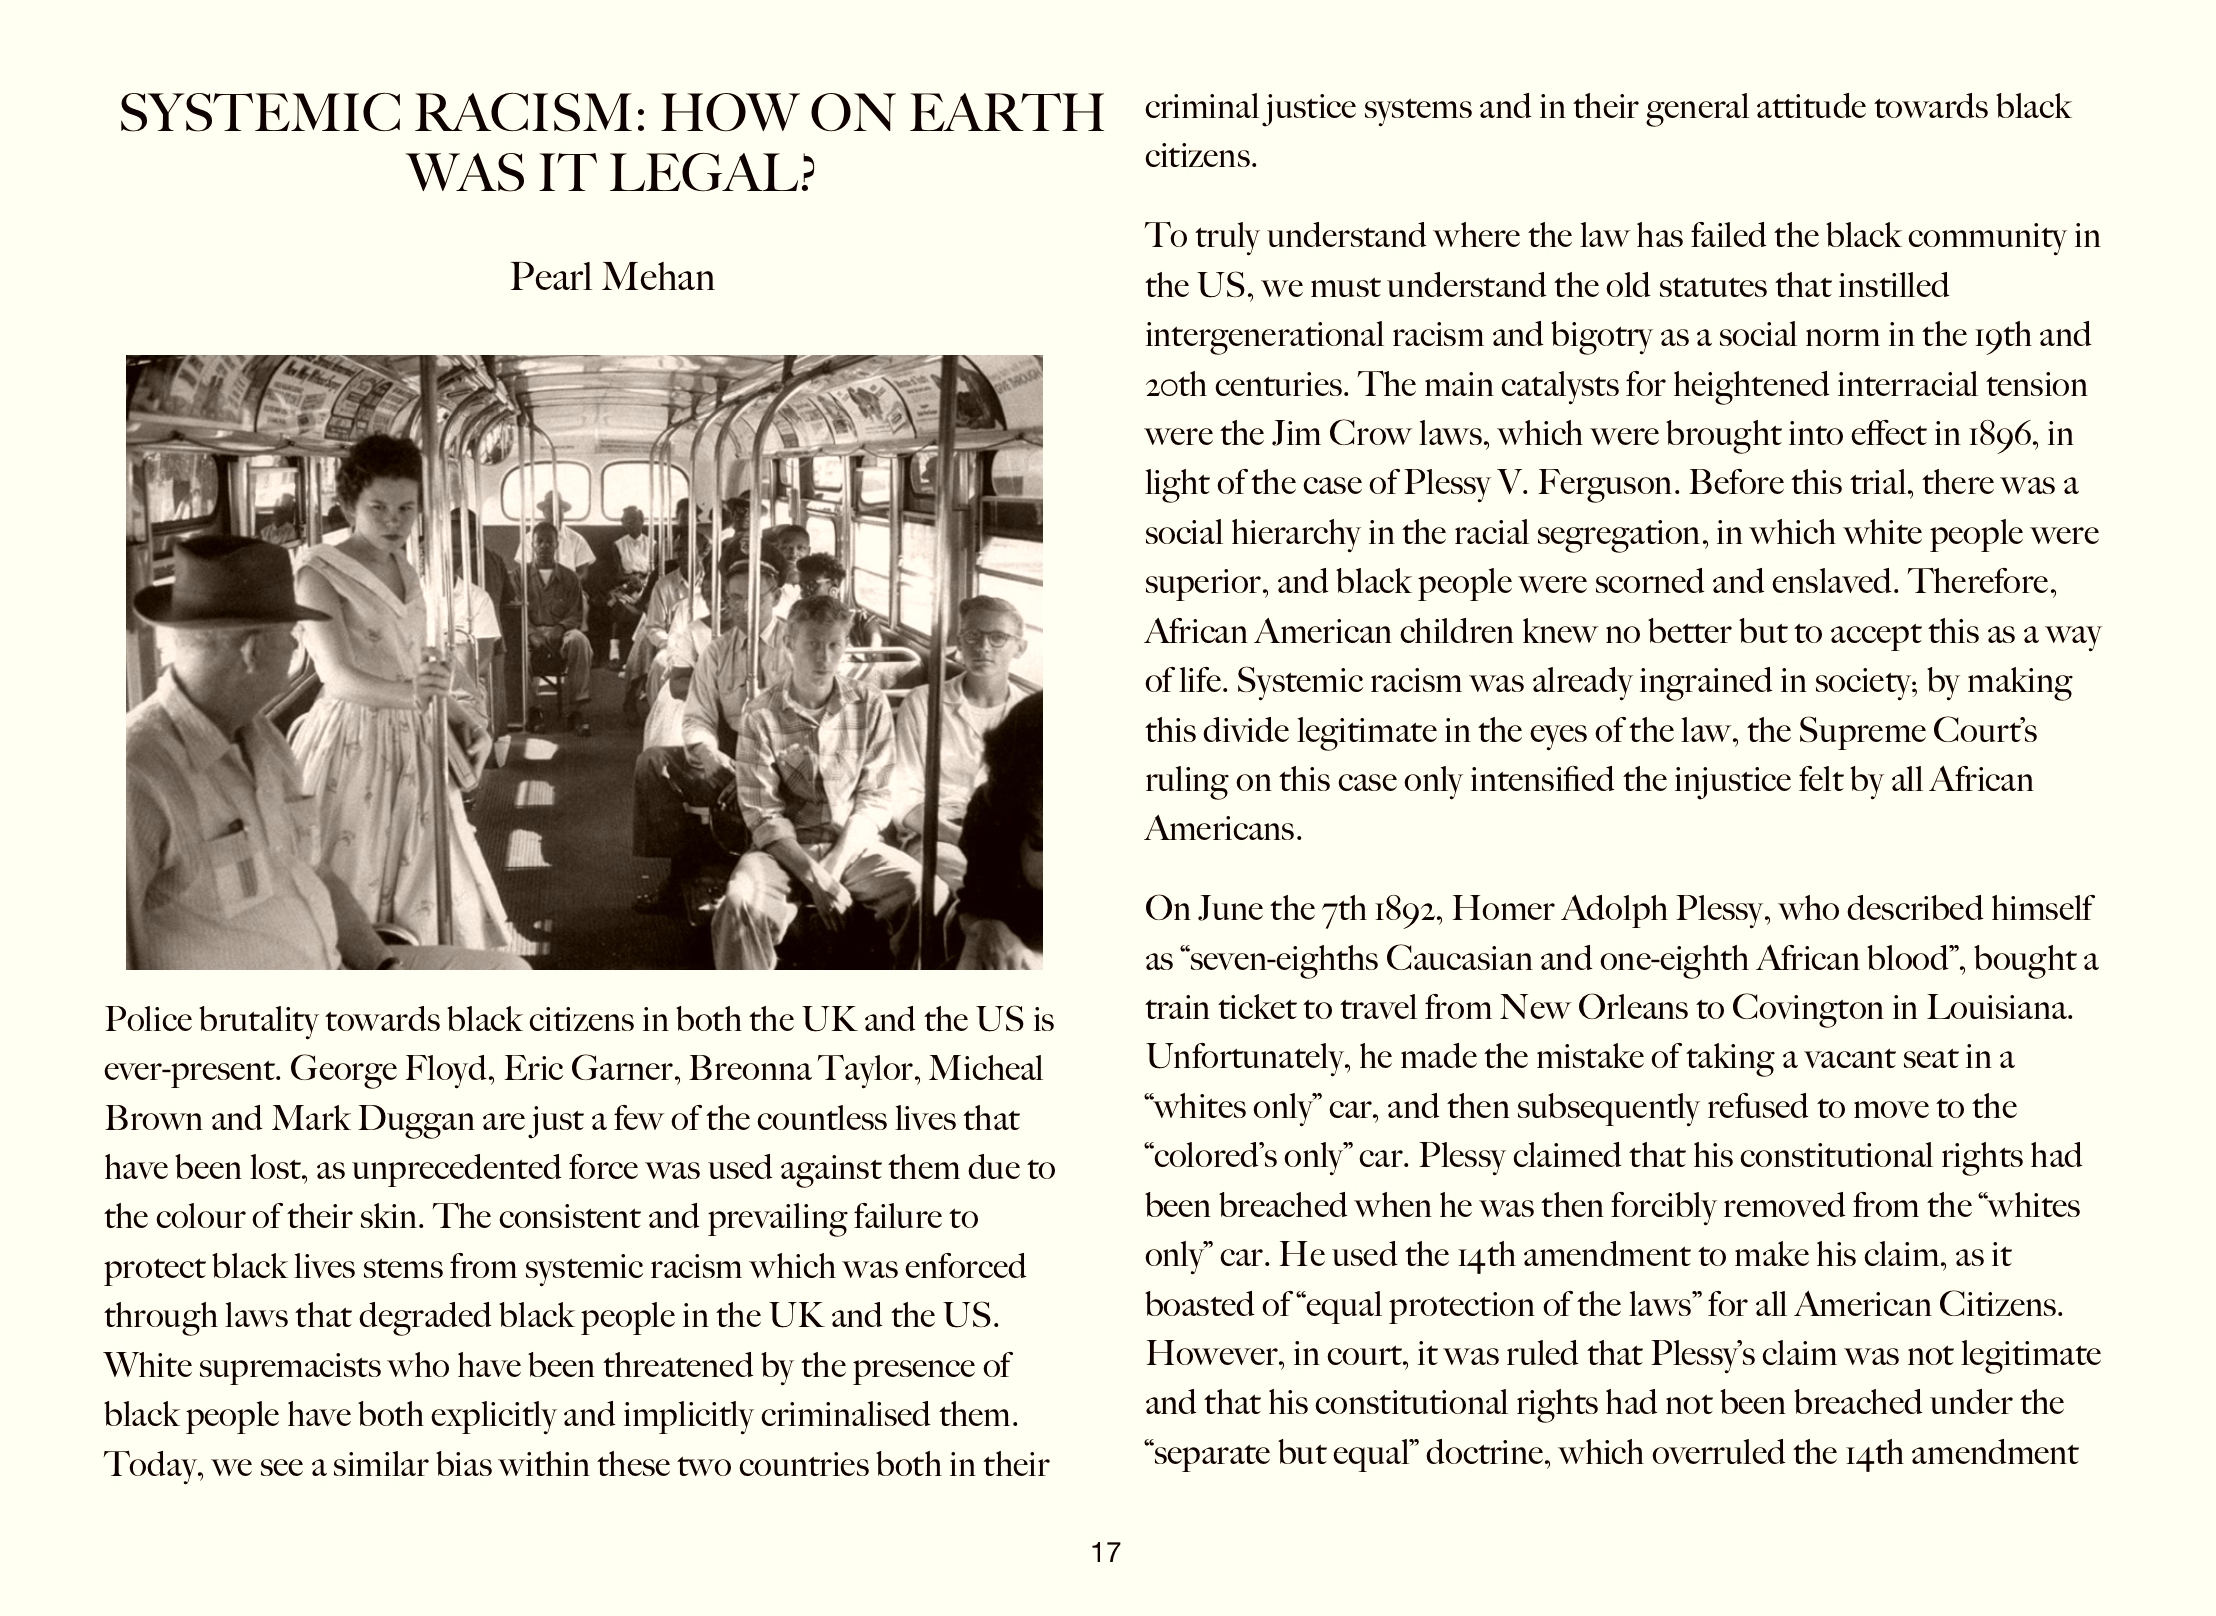 SYSTEMIC RACISM: HOW ON EARTH
WAS IT LEGAL?
Pearl Mehan
Police brutality towards black citizens in both the UK and the US is
ever-present. George Floyd, Eric Garner, Breonna Taylor, Micheal
Brown and Mark Duggan are just a few of the countless lives that
have been lost, as unprecedented force was used against them due to
the colour of their skin. The consistent and prevailing failure to
protect black lives stems from systemic racism which was enforced
through laws that degraded black people in the UK and the US.
White supremacists who have been threatened by the presence of
black people have both explicitly and implicitly criminalised them.
Today, we see a similar bias within these two countries both in their
criminal justice systems and in their general attitude towards black
citizens.
To truly understand where the law has failed the black community in
the US, we must understand the old statutes that instilled
intergenerational racism and bigotry as a social norm in the 19th and
20th centuries. The main catalysts for heightened interracial tension
were the Jim Crow laws, which were brought into effect in 1896, in
light of the case of Plessy V. Ferguson. Before this trial, there was a
social hierarchy in the racial segregation, in which white people were
superior, and black people were scorned and enslaved. Therefore,
African American children knew no better but to accept this as a way
of life. Systemic racism was already ingrained in society; by making
this divide legitimate in the eyes of the law, the Supreme Court’s
ruling on this case only intensified the injustice felt by all African
Americans.
On June the 7th 1892, Homer Adolph Plessy, who described himself
as “seven-eighths Caucasian and one-eighth African blood”, bought a
train ticket to travel from New Orleans to Covington in Louisiana.
Unfortunately, he made the mistake of taking a vacant seat in a
“whites only” car, and then subsequently refused to move to the
“colored’s only” car. Plessy claimed that his constitutional rights had
been breached when he was then forcibly removed from the “whites
only” car. He used the 14th amendment to make his claim, as it
boasted of “equal protection of the laws” for all American Citizens.
However, in court, it was ruled that Plessy’s claim was not legitimate
and that his constitutional rights had not been breached under the
“separate but equal” doctrine, which overruled the 14th amendment
17